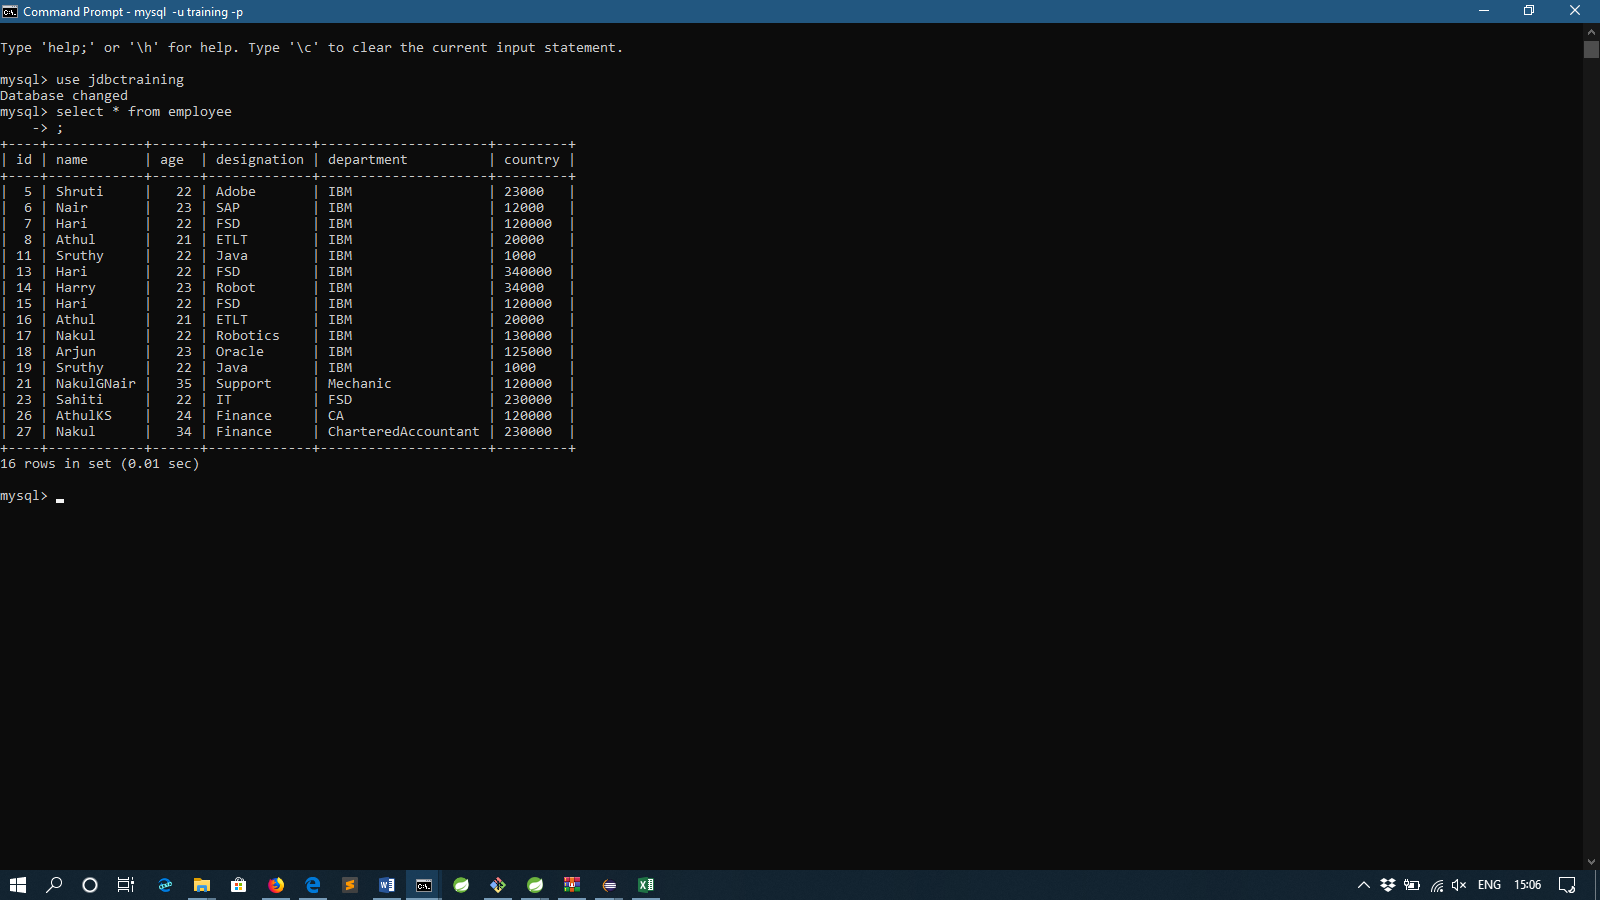 Command Prompt - mysql  -u training -p
Type 'help;' or '\h' for help. Type '\c' to clear the current input statement.
mysql> use jdbctraining
Database changed
mysql> select * from employee
    -> ;
+----+------------+------+-------------+---------------------+---------+
| id | name       | age  | designation | department          | country |
+----+------------+------+-------------+---------------------+---------+
|  5 | Shruti     |   22 | Adobe       | IBM                 | 23000   |
|  6 | Nair       |   23 | SAP         | IBM                 | 12000   |
|  7 | Hari       |   22 | FSD         | IBM                 | 120000  |
|  8 | Athul      |   21 | ETLT        | IBM                 | 20000   |
| 11 | Sruthy     |   22 | Java        | IBM                 | 1000    |
| 13 | Hari       |   22 | FSD         | IBM                 | 340000  |
| 14 | Harry      |   23 | Robot       | IBM                 | 34000   |
| 15 | Hari       |   22 | FSD         | IBM                 | 120000  |
| 16 | Athul      |   21 | ETLT        | IBM                 | 20000   |
| 17 | Nakul      |   22 | Robotics    | IBM                 | 130000  |
| 18 | Arjun      |   23 | Oracle      | IBM                 | 125000  |
| 19 | Sruthy     |   22 | Java        | IBM                 | 1000    |
| 21 | NakulGNair |   35 | Support     | Mechanic            | 120000  |
| 23 | Sahiti     |   22 | IT          | FSD                 | 230000  |
| 26 | AthulKS    |   24 | Finance     | CA                  | 120000  |
| 27 | Nakul      |   34 | Finance     | CharteredAccountant | 230000  |
+----+------------+------+-------------+---------------------+---------+
16 rows in set (0.01 sec)
mysql> _
ENG 15:06